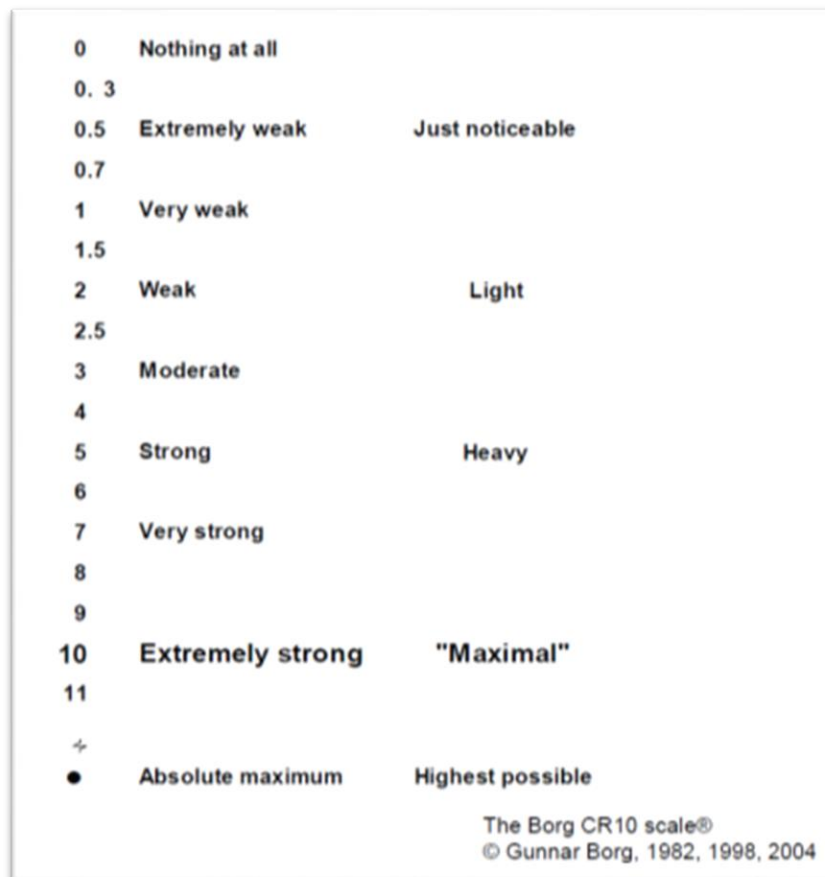 0 Nothing at all
0. 3
0.5 Extremely weak Just noticeable
0.7
1 Very weak
1.5
2 Weak Light
2.5
3 Moderate
4
5 Strong Heavy
6
7 Very strong
8
9
10 Extremely strong "Maximal"
11
● Absolute maximum Highest possible
The Borg CR10 scale®
© Gunnar Borg, 1982, 1998, 2004